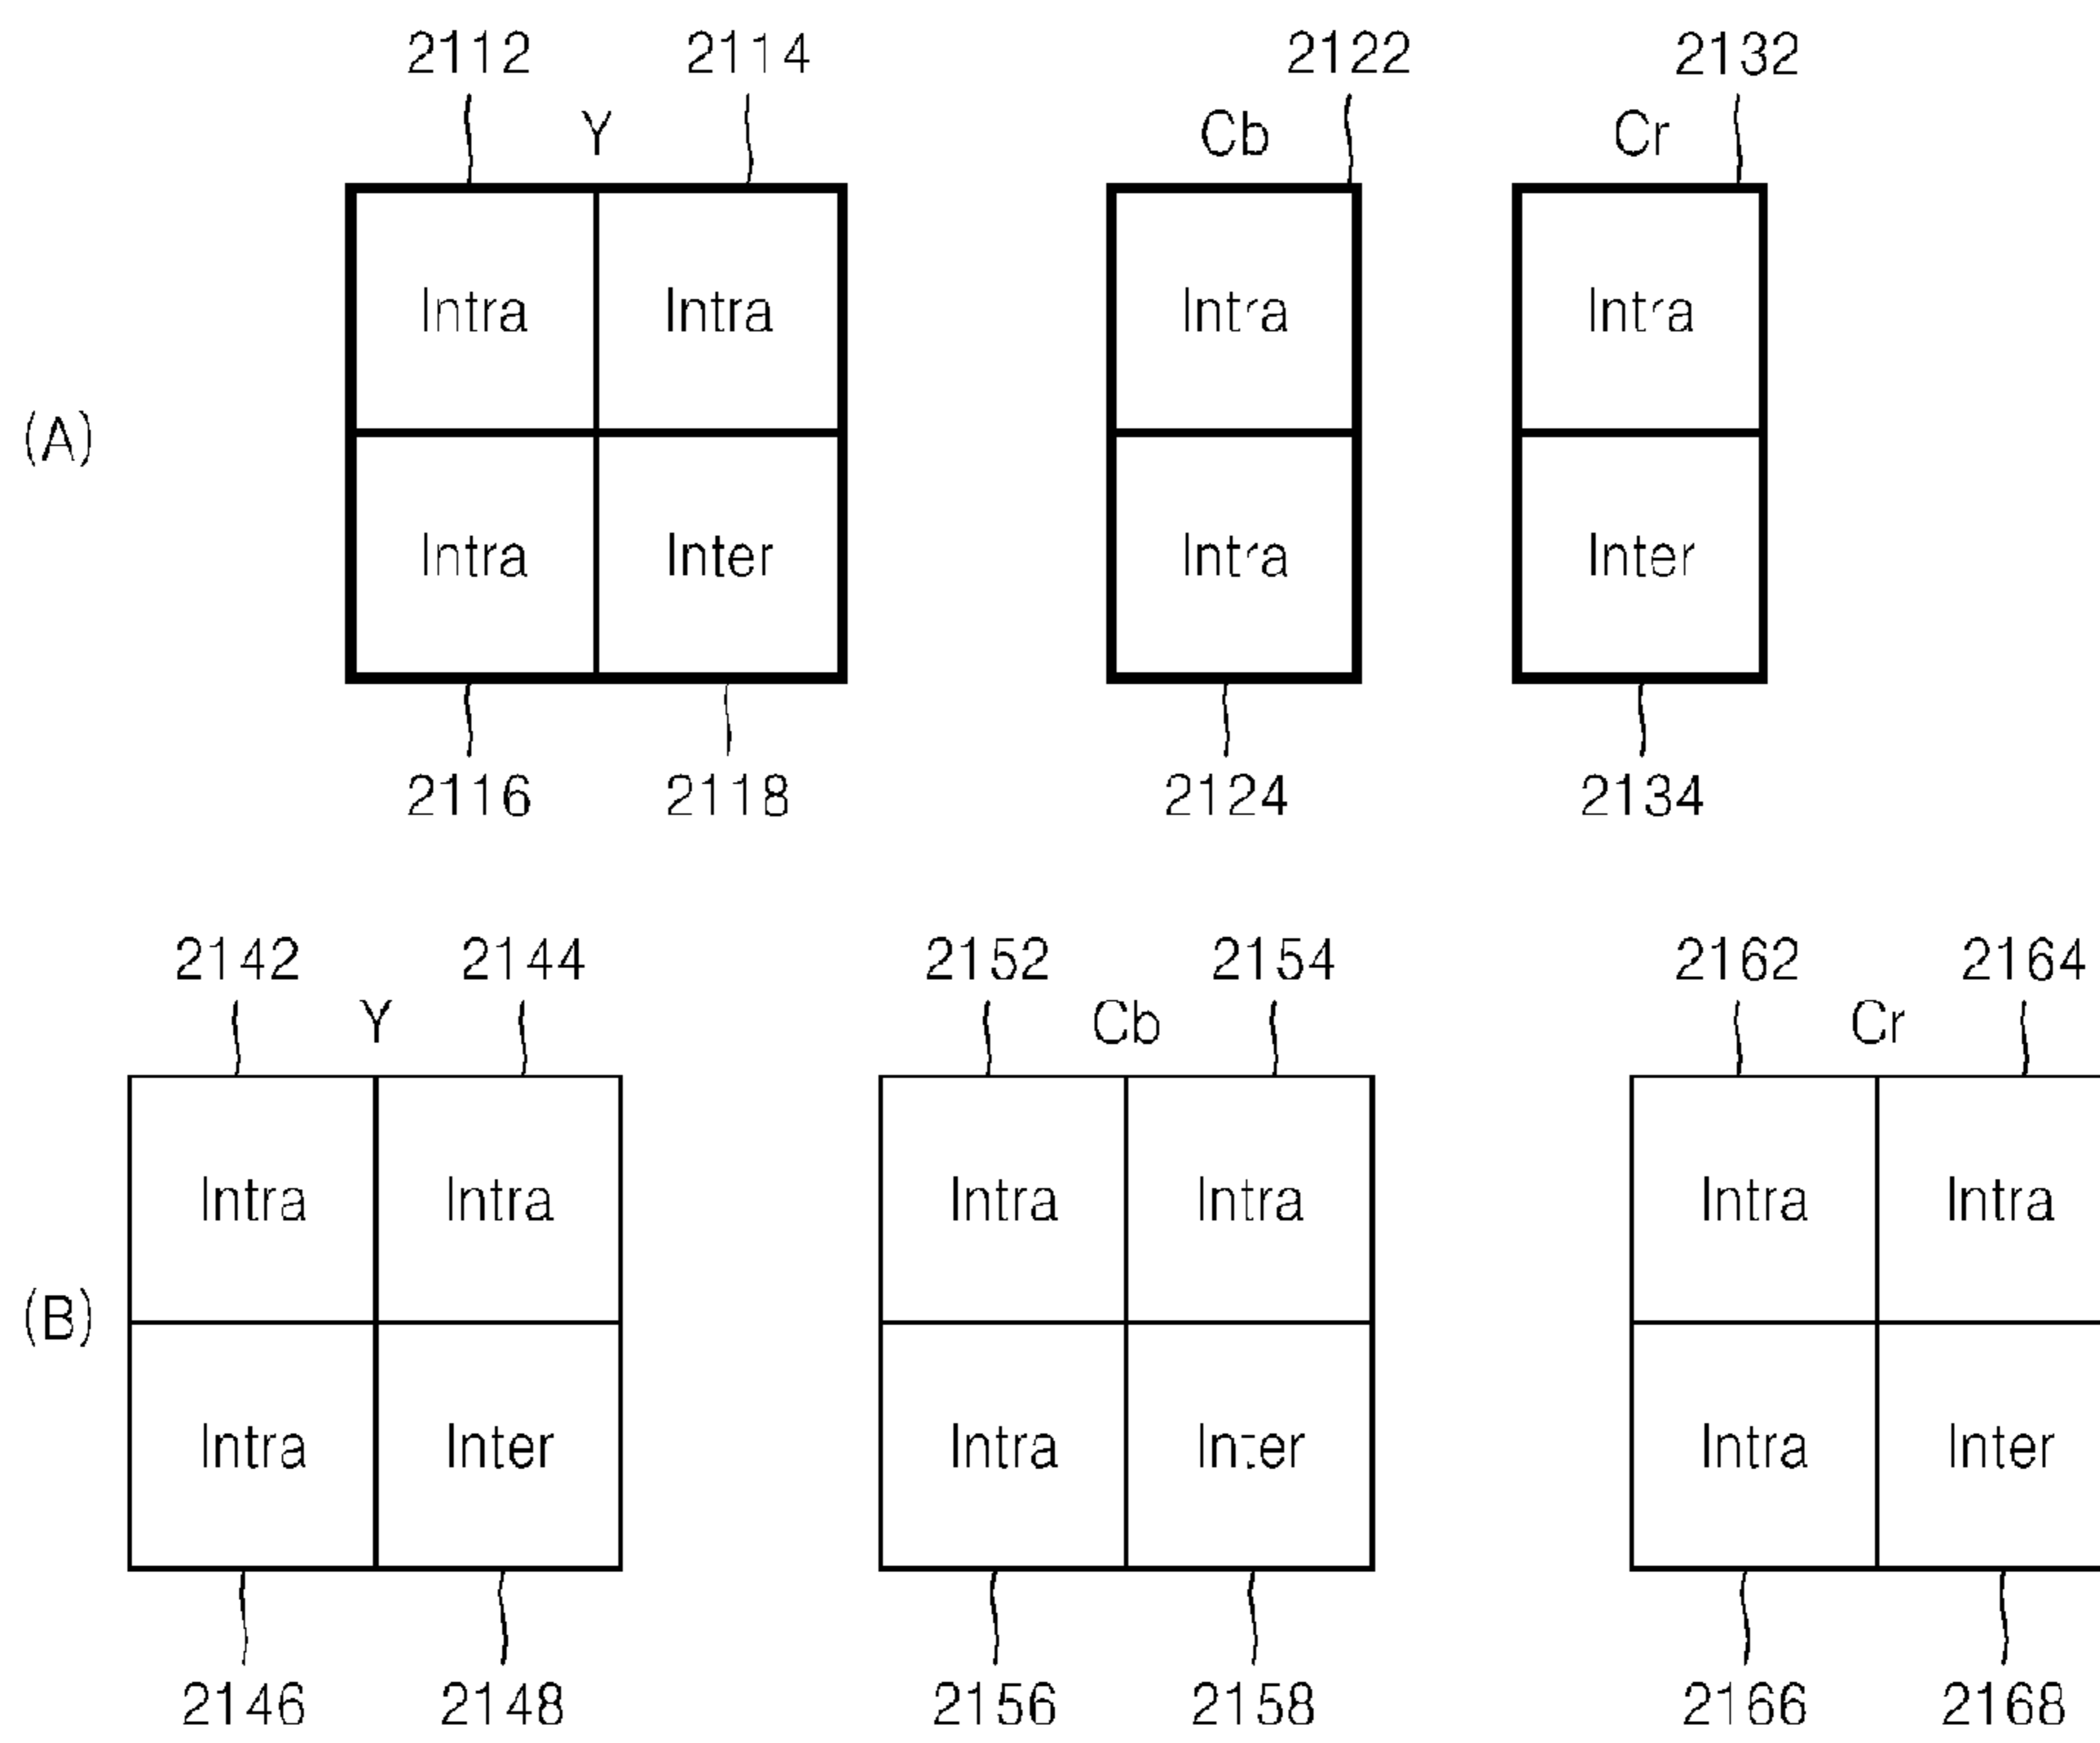 2112 2114 2122 2132
Y Cb Cr
Intra Intra Intra Intra
(A)
Intra Inter Intra Inter
2116 2118 2124 2134
2142 2144 2152 2154 2162 2164
Y Cb Cr
Intra Intra Intra Intra Intra Intra
(B)
Intra Inter Intra Inter Intra Inter
2146 2148 2156 2158 2166 2168